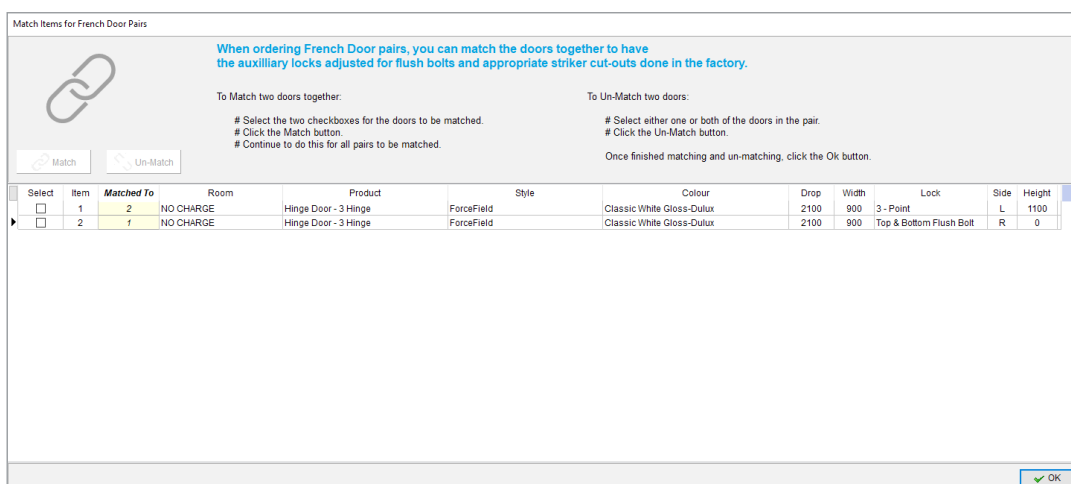 Match Items for French Door Pairs
When ordering French Door pairs, you can match the doors together to have
the auxilliary locks adjusted for flush bolts and appropriate striker cut-outs done in the factory.
To Match two doors together:
# Select the two checkboxes for the doors to be matched.
# Click the Match button.
# Continue to do this for all pairs to be matched.
To Un-Match two doors:
# Select either one or both of the doors in the pair.
# Click the Un-Match button.
Once finished matching and un-matching, click the Ok button.
Match Un-Match
Select Item Matched To Room Product Style Colour Drop Width Lock Side Height
1 2 NO CHARGE Hinge Door - 3 Hinge ForceField Classic White Gloss-Dulux 2100 900 3 - Point L 1100
2 1 NO CHARGE Hinge Door - 3 Hinge ForceField Classic White Gloss-Dulux 2100 900 Top & Bottom Flush Bolt R 0
OK